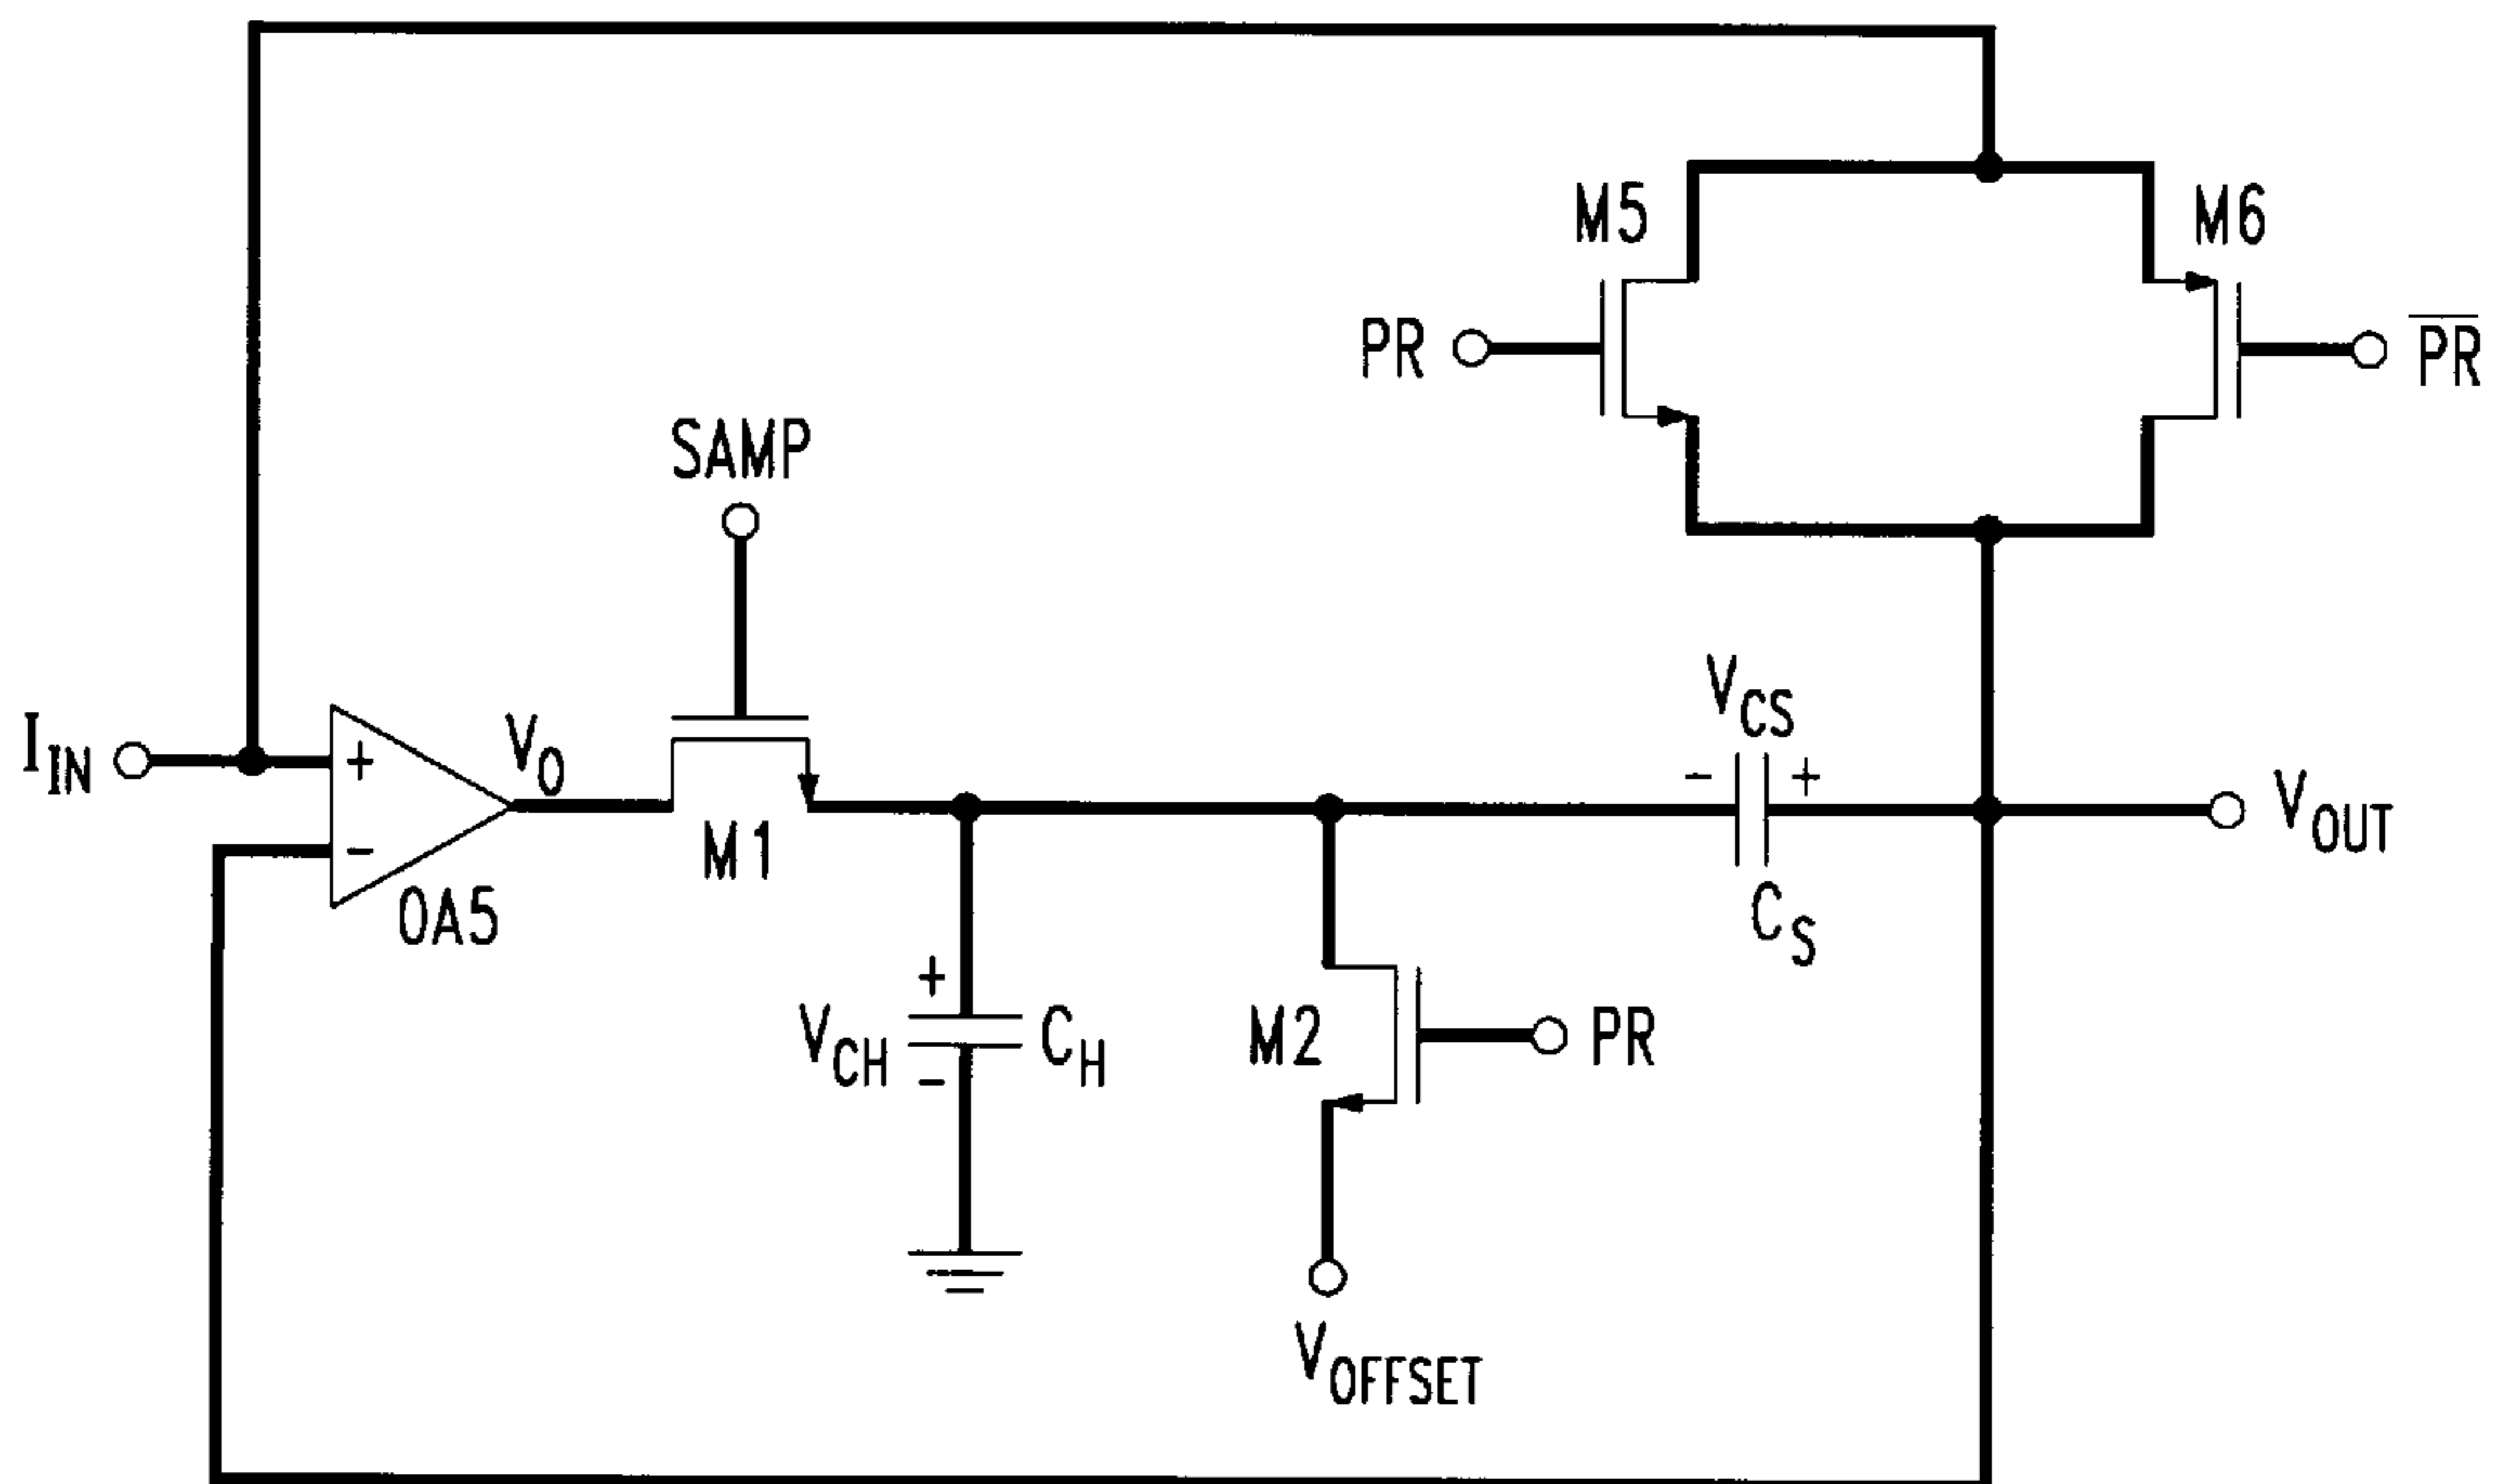 M5
M6
PR
PR
SAMP
I_IN
+
-
V_O
OA5
M1
V_CS
-
+
C_S
V_OUT
+
V_CH
-
C_H
M2
PR
V_OFFSET